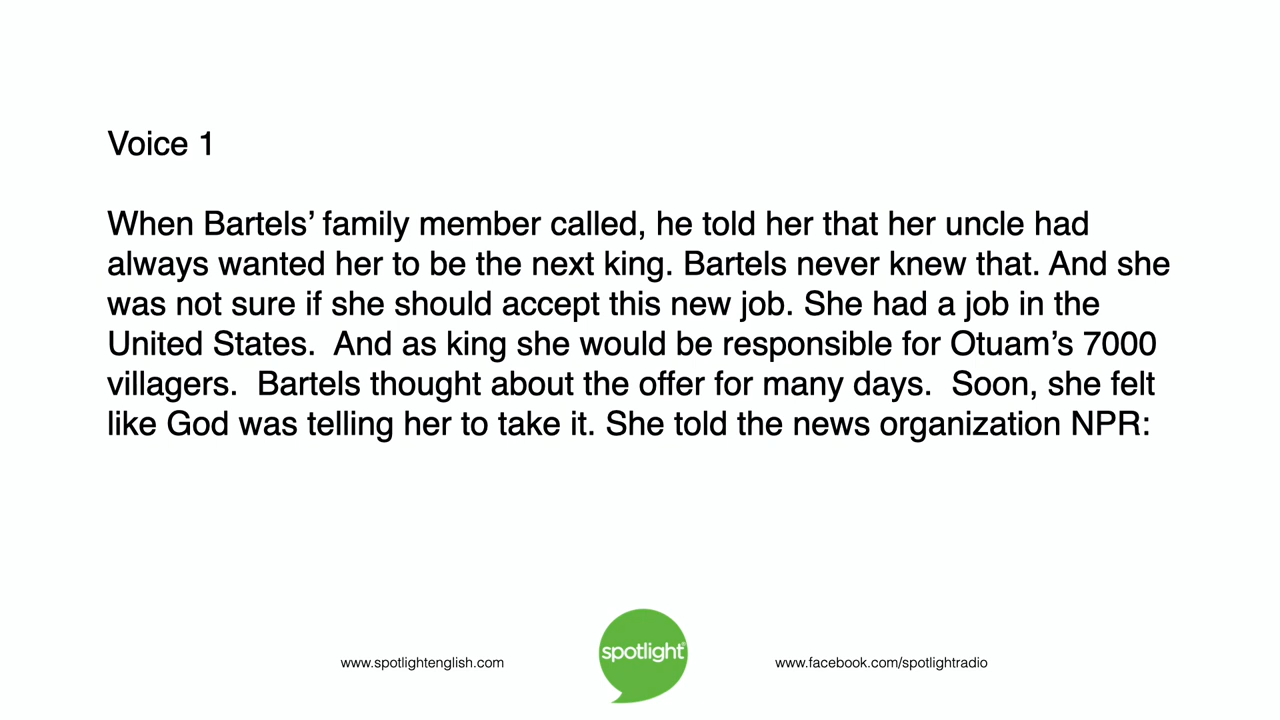 Voice 1
When Bartels’ family member called, he told her that her uncle had
always wanted her to be the next king. Bartels never knew that. And she
was not sure if she should accept this new job. She had a job in the
United States.  And as king she would be responsible for Otuam’s 7000
villagers.  Bartels thought about the offer for many days.  Soon, she felt
like God was telling her to take it. She told the news organization NPR:
www.spotlightenglish.com
spotlight®
www.facebook.com/spotlightradio